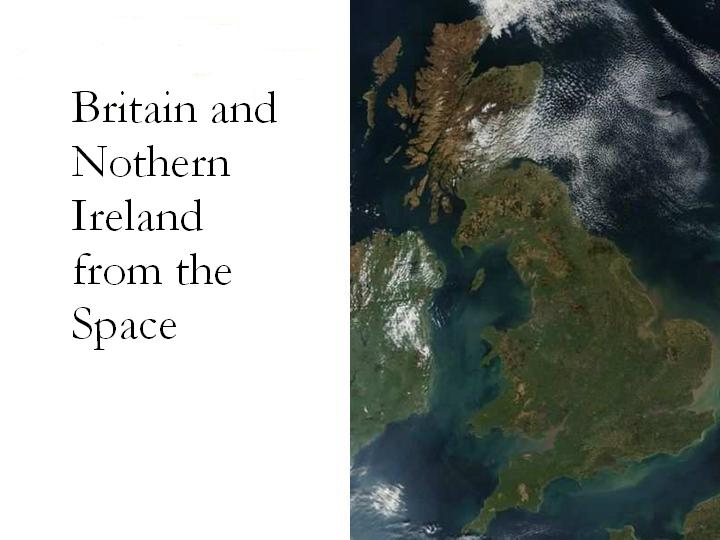 Britain and
Nothern
Ireland
from the
Space